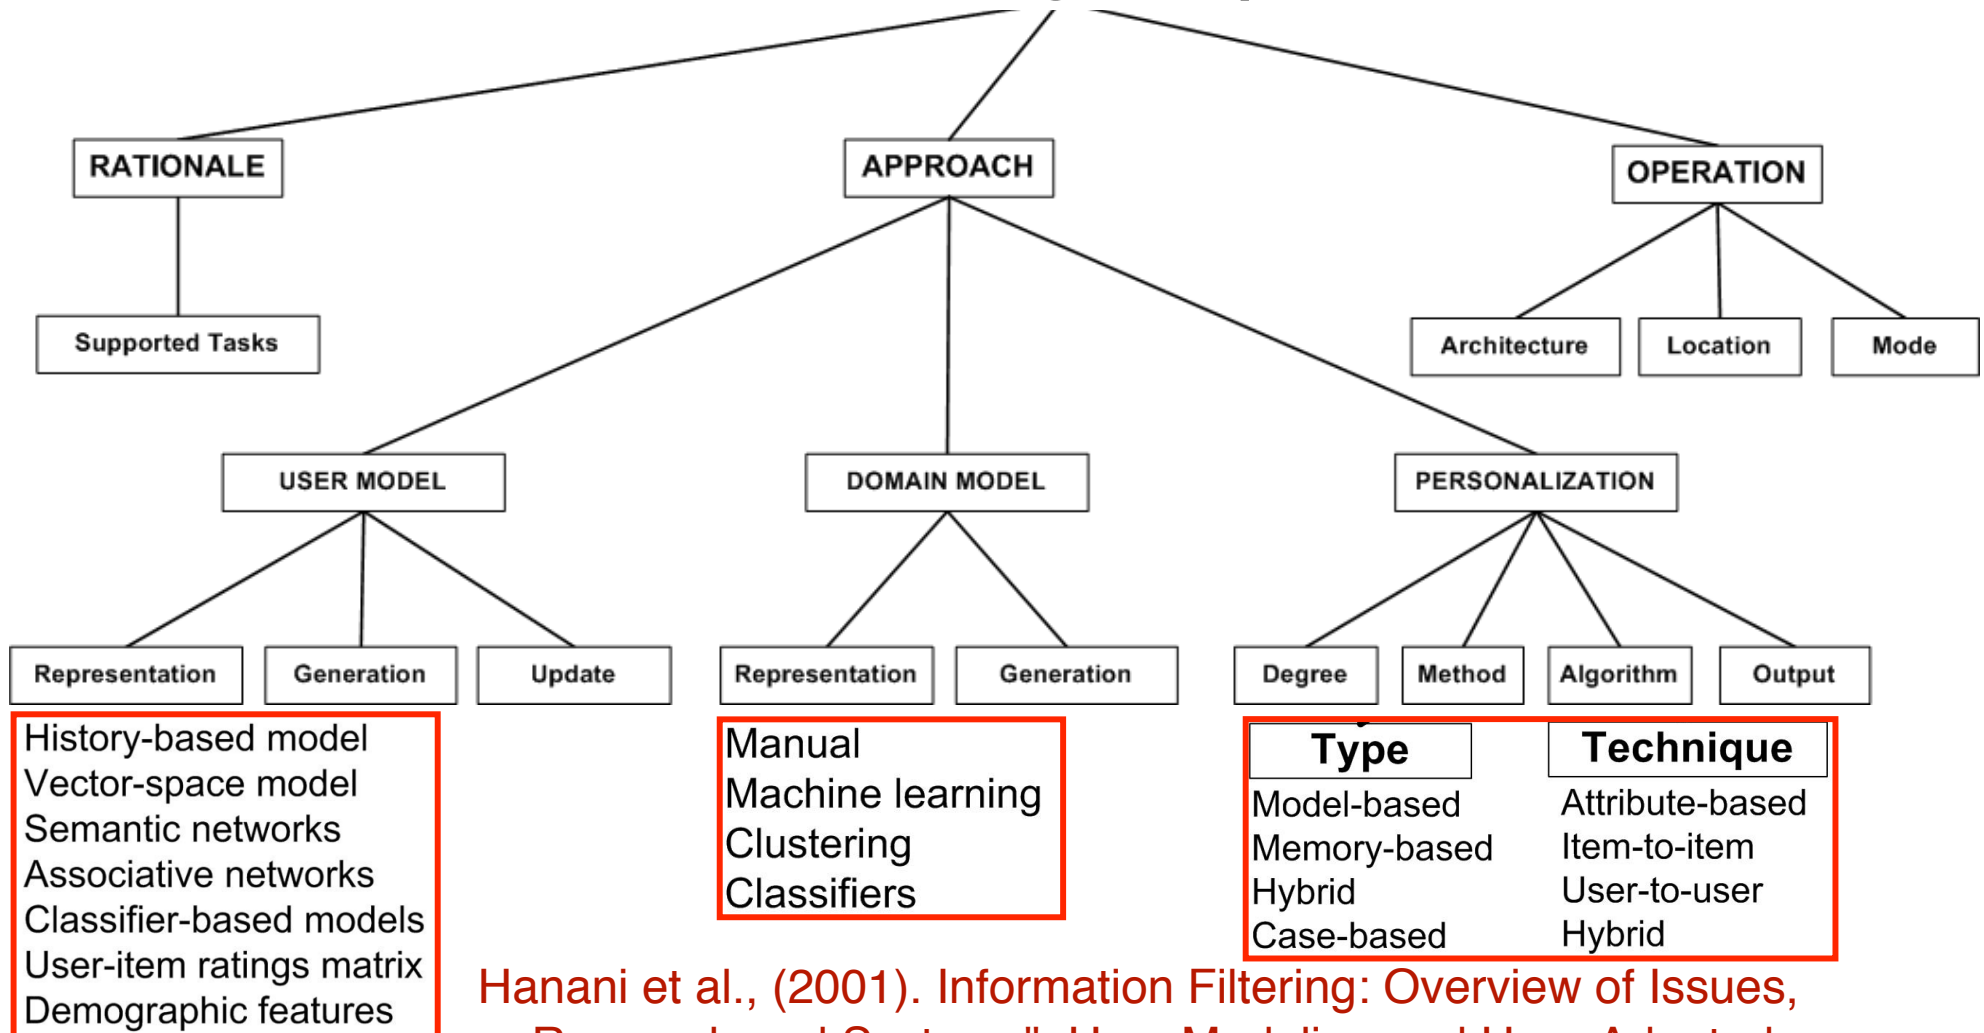 RATIONALE
APPROACH
OPERATION
Supported Tasks
Architecture
Location
Mode
USER MODEL
DOMAIN MODEL
PERSONALIZATION
Representation
Generation
Update
Representation
Generation
Degree
Method
Algorithm
Output
History-based model
Vector-space model
Semantic networks
Associative networks
Classifier-based models
User-item ratings matrix
Demographic features
Manual
Machine learning
Clustering
Classifiers
Type
Technique
Model-based
Attribute-based
Memory-based
Item-to-item
Hybrid
User-to-user
Case-based
Hybrid
Hanani et al., (2001). Information Filtering: Overview of Issues,